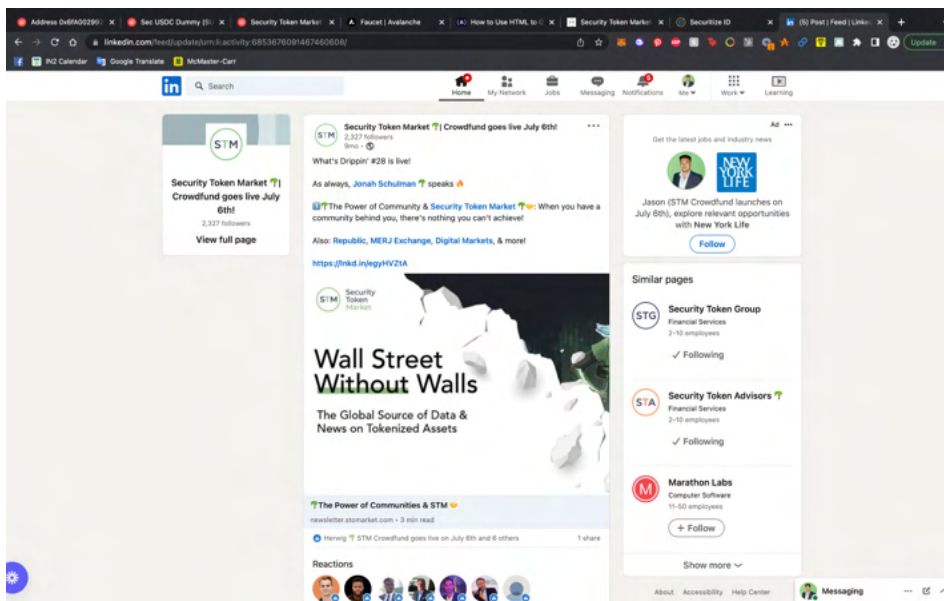 Address 0x6fA002993
Sec USDC Dummy (SU
Security Token Market
Faucet | Avalanche
How to Use HTML to O
Security Token Market
Securitize ID
(6) Post | Feed | Linked
linkedin.com/feed/update/urn:li:activity:6853676091467460608/
Update
IN2 Calendar
Google Translate
McMaster-Carr
in
Search
Home
My Network
Jobs
Messaging
Notifications
Me
Work
Learning
STM
Security Token Market 🌴|
Crowdfund goes live July
6th!
2,327 followers
View full page
STM
Security Token Market 🌴| Crowdfund goes live July 6th!
2,327 followers
9mo •
What's Drippin' #28 is live!
As always, Jonah Schulman 🌴 speaks 🔥
The Power of Community & Security Token Market 🌴🤝: When you have a
community behind you, there's nothing you can't achieve!
Also: Republic, MERJ Exchange, Digital Markets, & more!
https://lnkd.in/egyHVZtA
STM
Security
Token
Market
Wall Street
Without Walls
The Global Source of Data &
News on Tokenized Assets
🌴The Power of Communities & STM 🤝
newsletter.stomarket.com • 3 min read
Herwig 🌴 STM Crowdfund goes live on July 6th and 6 others
1 share
Reactions
Ad
Get the latest jobs and industry news
NEW
YORK
LIFE
Jason (STM Crowdfund launches on
July 6th), explore relevant opportunities
with New York Life
Follow
Similar pages
STG
Security Token Group
Financial Services
2-10 employees
✓ Following
STA
Security Token Advisors 🌴
Financial Services
2-10 employees
✓ Following
M
Marathon Labs
Computer Software
11-50 employees
+ Follow
Show more
About Accessibility Help Center
Messaging